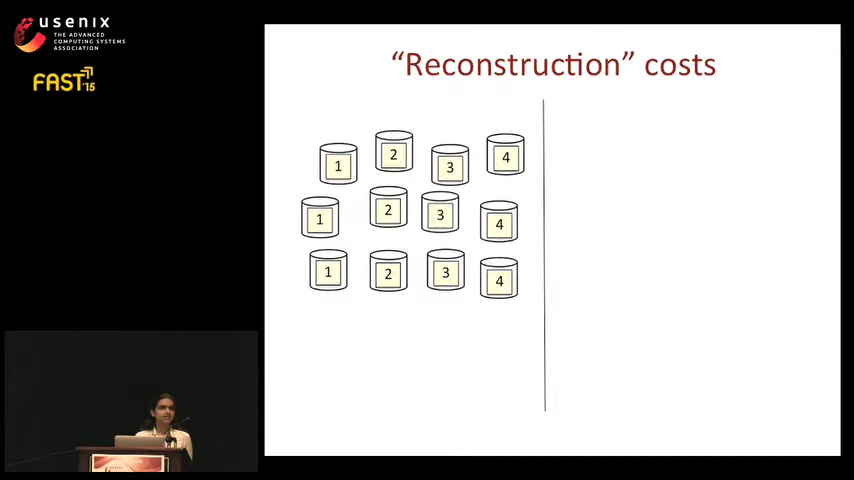 usenix
THE ADVANCED
COMPUTING SYSTEMS
ASSOCIATION
FAST '15
“Reconstruction” costs
1 2 3 4
1 2 3 4
1 2 3 4